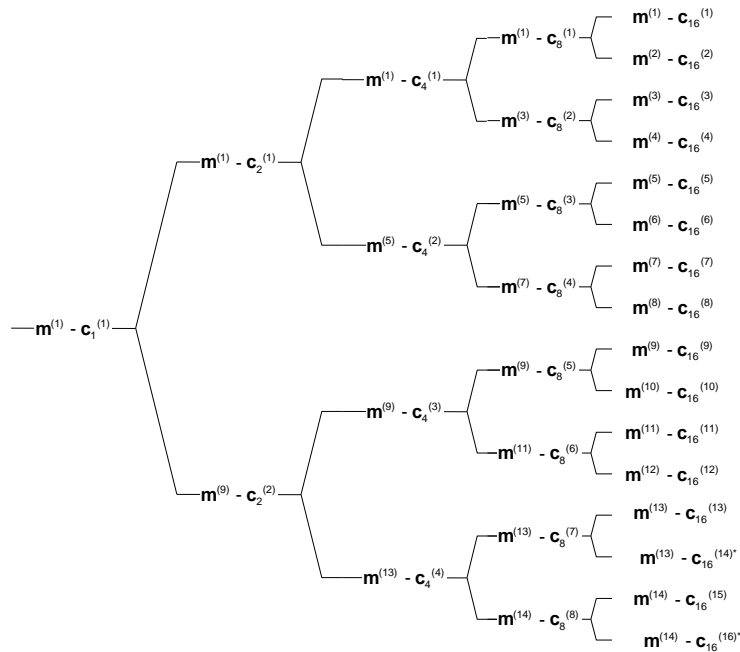 m(1) - c16(1)
m(1) - c8(1)
m(2) - c16(2)
m(1) - c4(1)
m(3) - c16(3)
m(3) - c8(2)
m(4) - c16(4)
m(1) - c2(1)
m(5) - c16(5)
m(5) - c8(3)
m(6) - c16(6)
m(5) - c4(2)
m(7) - c16(7)
m(7) - c8(4)
m(8) - c16(8)
m(1) - c1(1)
m(9) - c16(9)
m(9) - c8(5)
m(10) - c16(10)
m(9) - c4(3)
m(11) - c16(11)
m(11) - c8(6)
m(12) - c16(12)
m(9) - c2(2)
m(13) - c16(13)
m(13) - c8(7)
m(13) - c16(14)*
m(13) - c4(4)
m(14) - c16(15)
m(14) - c8(8)
m(14) - c16(16)*